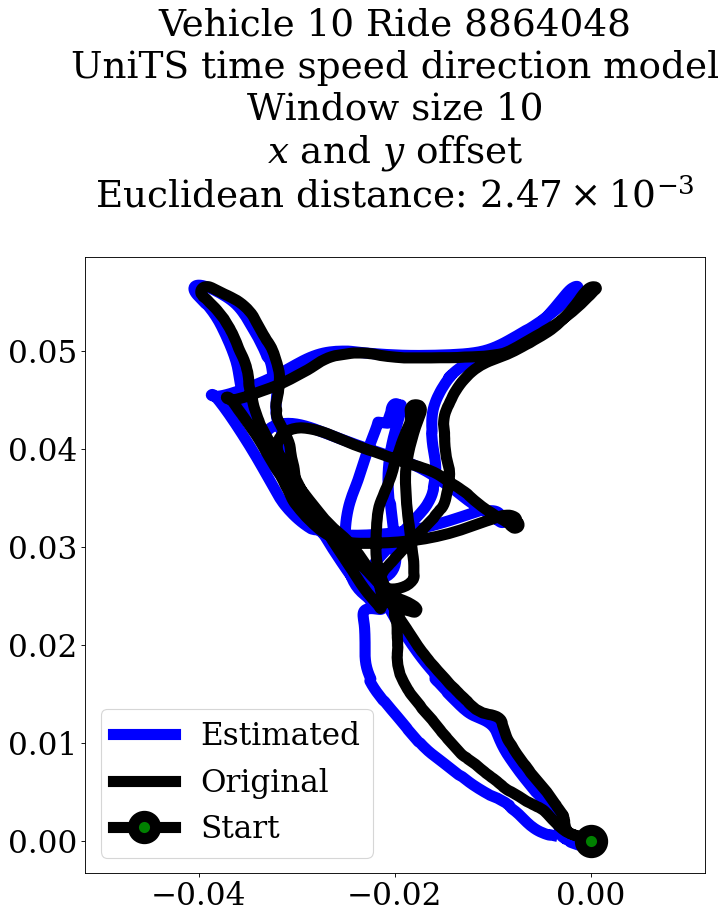 Vehicle 10 Ride 8864048
UniTS time speed direction model
Window size 10
x and y offset
Euclidean distance: 2.47 × 10⁻³
0.05
0.04
0.03
0.02
0.01
0.00
Estimated
Original
Start
−0.04 −0.02 0.00